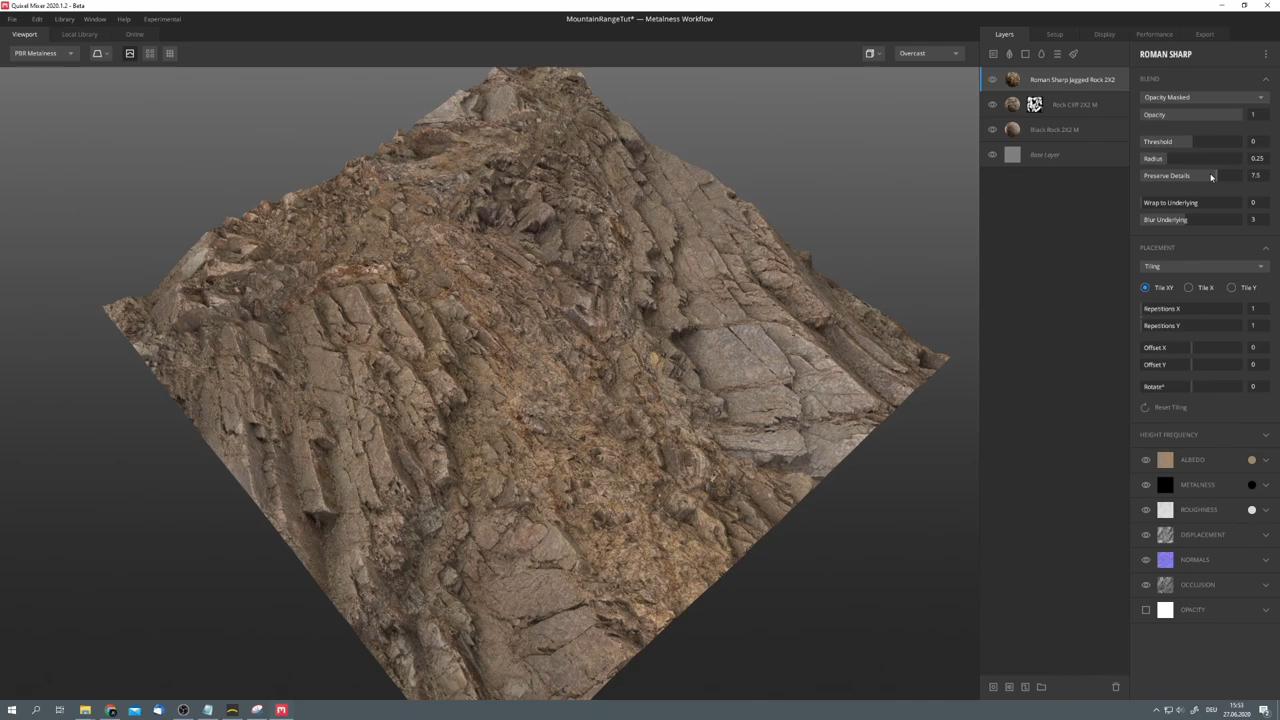 Quixel Mixer 2020.1.2 - Beta
File Edit Library Window Help Experimental
MountainRangeTut* — Metalness Workflow
Viewport Local Library Online
Layers Setup Display Performance Export
PBR Metalness
Overcast
Roman Sharp Jagged Rock 2X2
Rock Cliff 2X2 M
Black Rock 2X2 M
Base Layer
ROMAN SHARP
BLEND
Opacity Masked
Opacity 1
Threshold 0
Radius 0.25
Preserve Details 7.5
Wrap to Underlying 0
Blur Underlying 3
PLACEMENT
Tiling
Tile XY Tile X Tile Y
Repetitions X 1
Repetitions Y 1
Offset X 0
Offset Y 0
Rotate° 0
Reset Tiling
HEIGHT FREQUENCY
ALBEDO
METALNESS
ROUGHNESS
DISPLACEMENT
NORMALS
OCCLUSION
OPACITY
DEU
15:53
27.06.2020